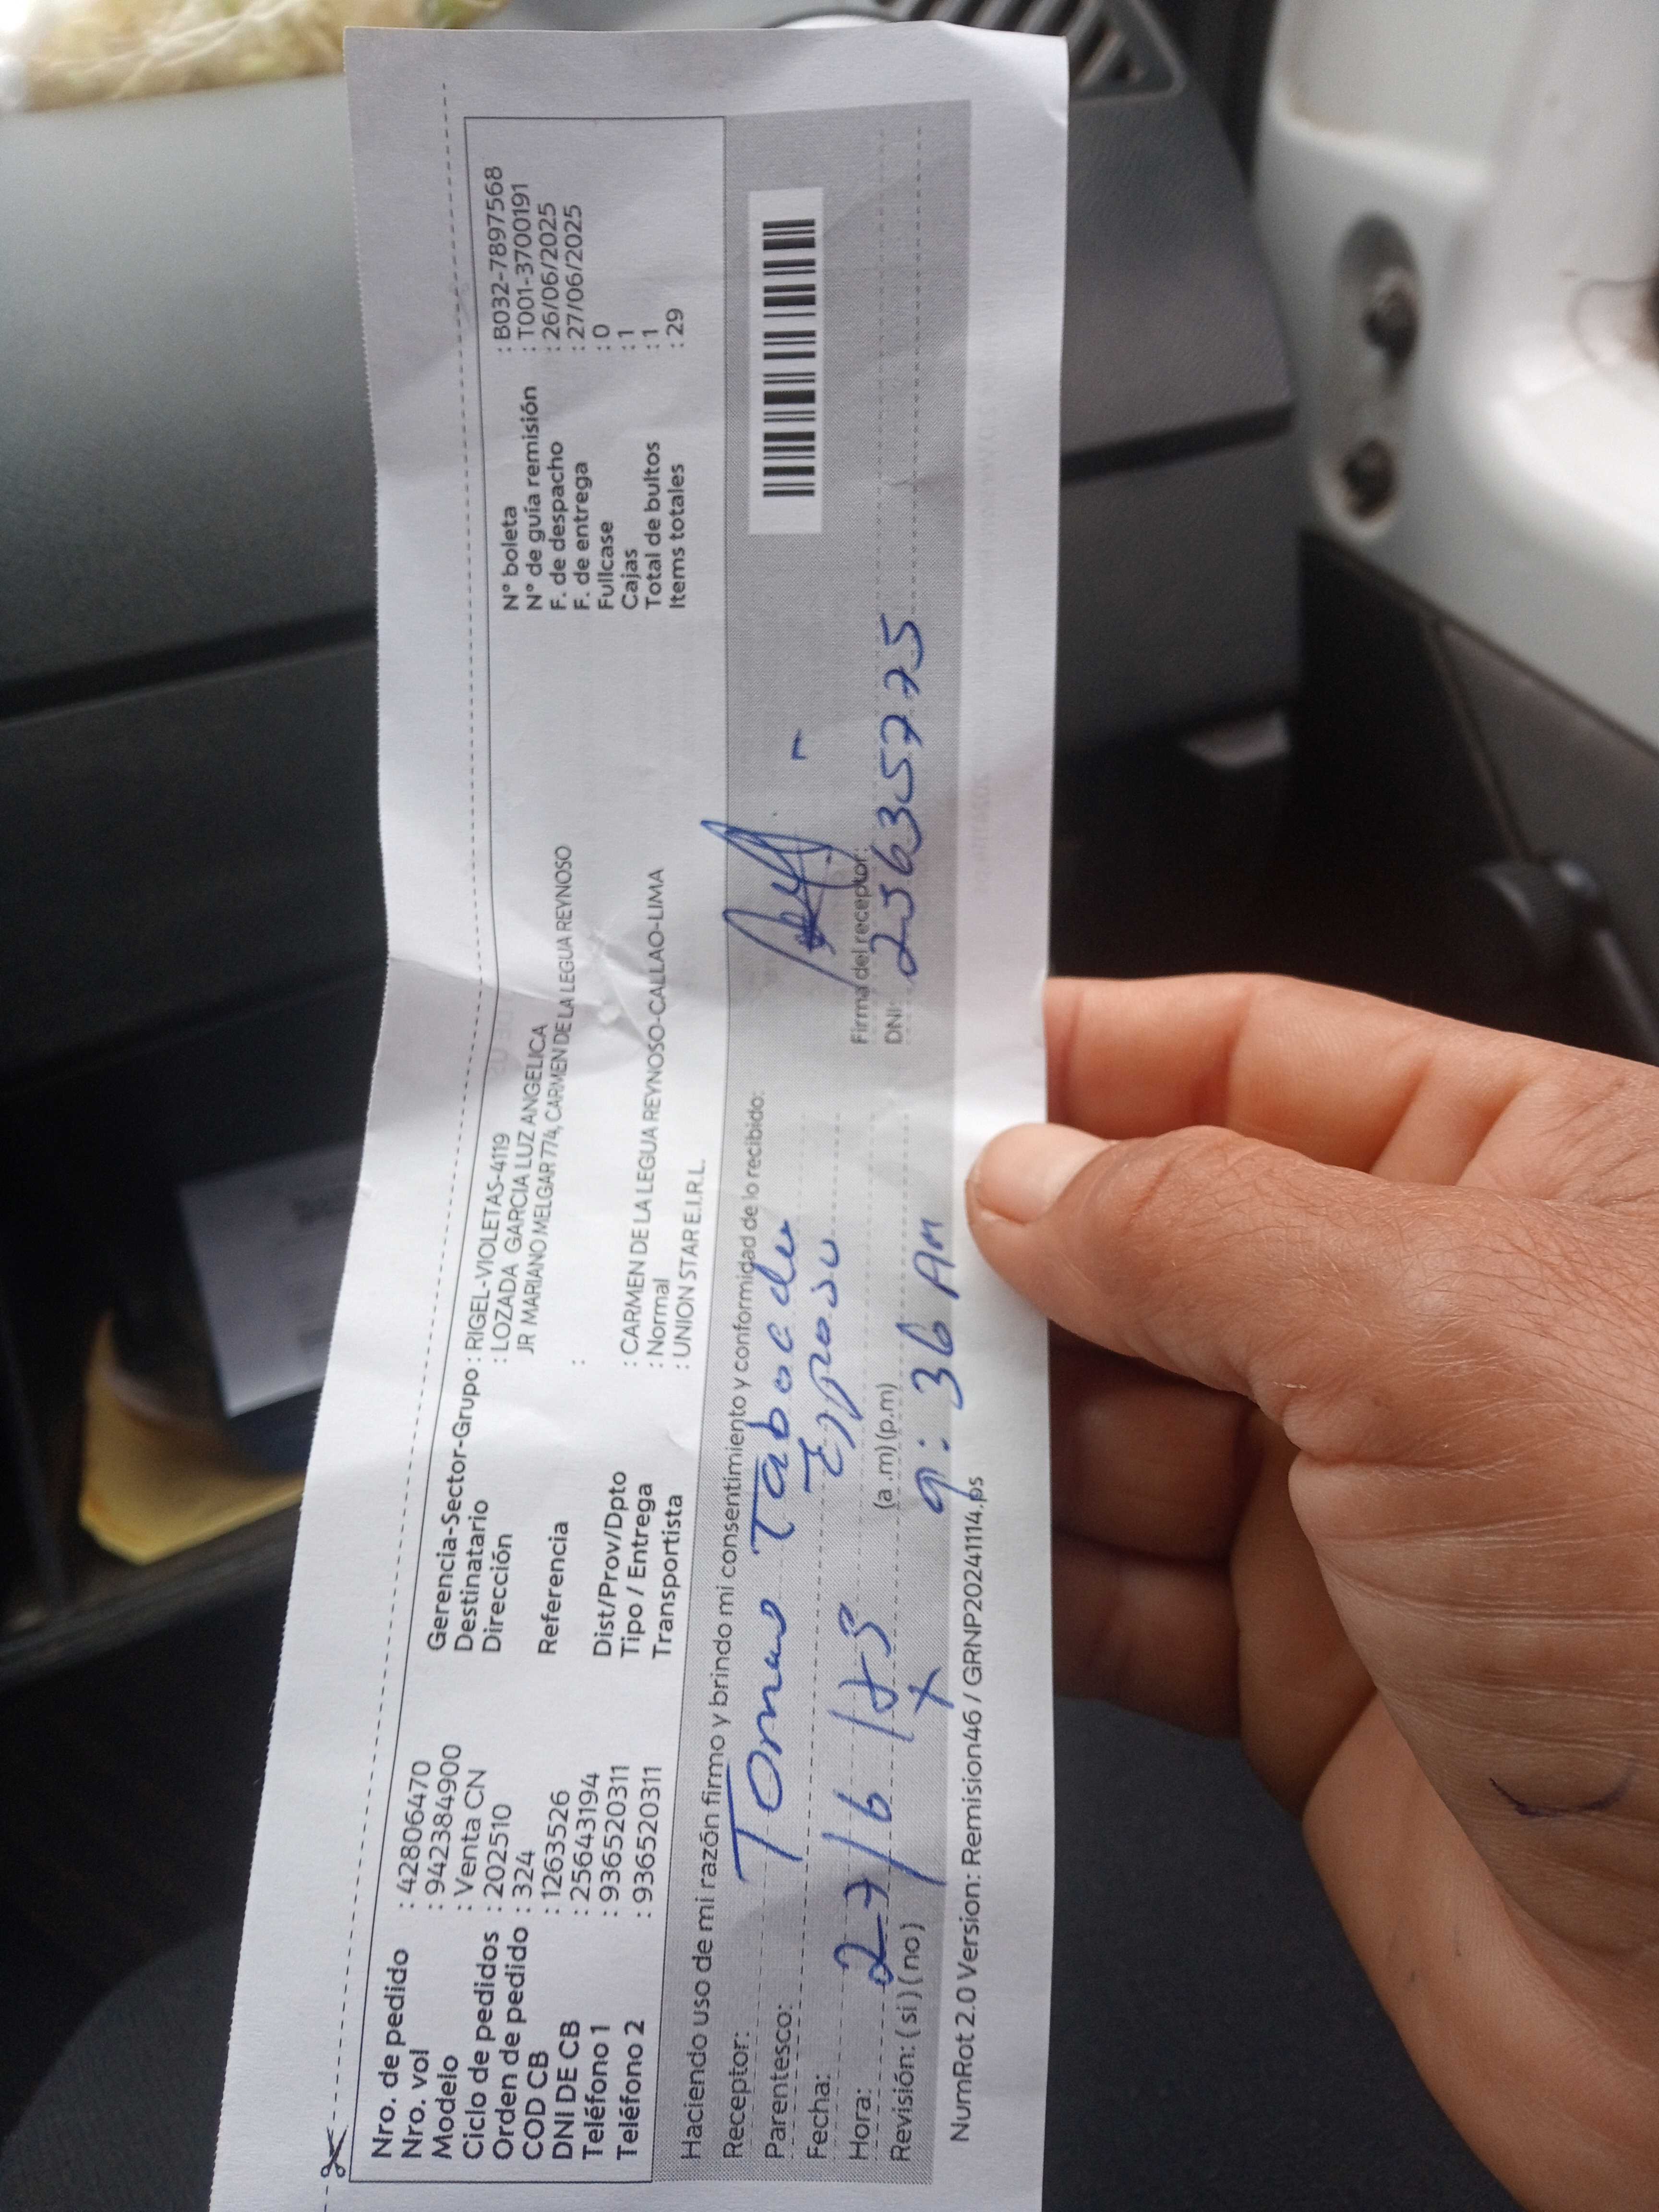 Nro. de pedido : 428064​70
Nro. vol : 942384900
Modelo : Venta CN
Ciclo de pedidos : 202510
Orden de pedido : 324
COD CB : 1263526
DNI DE CB : 25643194
Teléfono 1 : 936520311
Teléfono 2 : 936520311
Gerencia-Sector-Grupo : RIGEL-VIOLETAS-4119
Destinatario : LOZADA GARCIA LUZ ANGELICA
Dirección JR MARIANO MELGAR 774, CARMEN DE LA LEGUA REYNOSO
Referencia :
Dist/Prov/Dpto : CARMEN DE LA LEGUA REYNOSO-CALLAO-LIMA
Tipo / Entrega : Normal
Transportista : UNION STAR E.I.R.L.
N° boleta : B032-7897568
N° de guía remisión : T001-3700191
F. de despacho : 26/06/2025
F. de entrega : 27/06/2025
Fullcase : 0
Cajas : 1
Total de bultos : 1
Items totales : 29
Haciendo uso de mi razón firmo y brindo mi consentimiento y conformidad de lo recibido:
Receptor: Tomas
Parentesco: Esposo
Fecha: 27/6/25
Hora: (a .m) (p.m) 9:36 Am
Revisión: ( si ) ( no ) X
Firma del receptor:
DNI: 25635775
NumRot 2.0 Version: Remision46 / GRNP20241114.ps